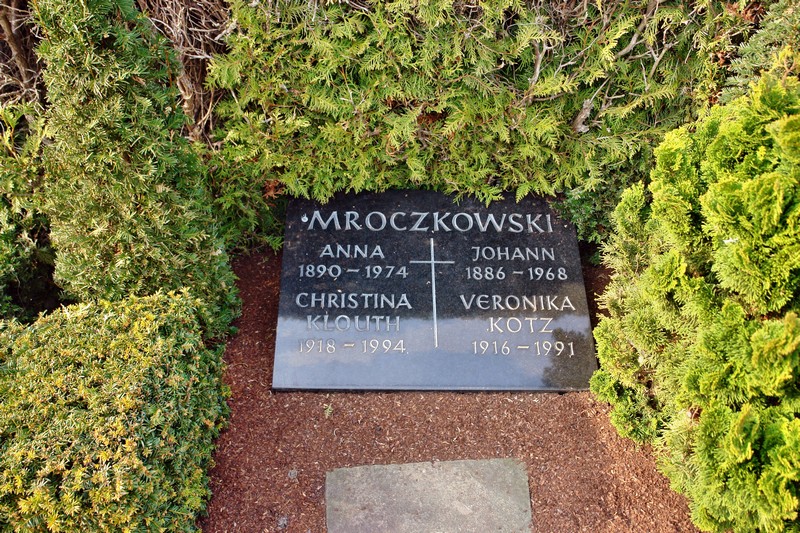 MROCZKOWSKI
ANNA
1890 – 1974
JOHANN
1886 – 1968
CHRISTINA
KLOUTH
1918 – 1994
VERONIKA
KOTZ
1916 – 1991